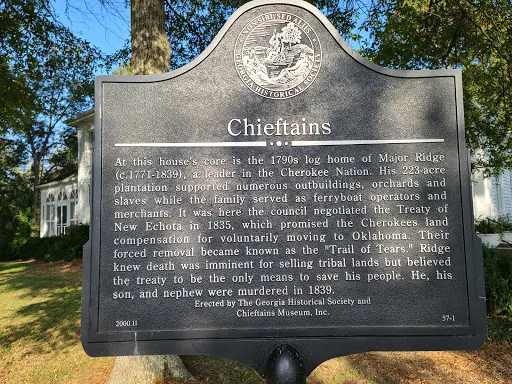 Chieftains
At this house's core is the 1790s log home of Major Ridge
(c.1771-1839), a leader in the Cherokee Nation. His 223-acre
plantation supported numerous outbuildings, orchards and
slaves while the family served as ferryboat operators and
merchants. It was here the council negotiated the Treaty of
New Echota in 1835, which promised the Cherokees land
compensation for voluntarily moving to Oklahoma. Their
forced removal became known as the "Trail of Tears." Ridge
knew death was imminent for selling tribal lands but believed
the treaty to be the only means to save his people. He, his
son, and nephew were murdered in 1839.
Erected by The Georgia Historical Society and
Chieftains Museum, Inc.
2000.11 57-1